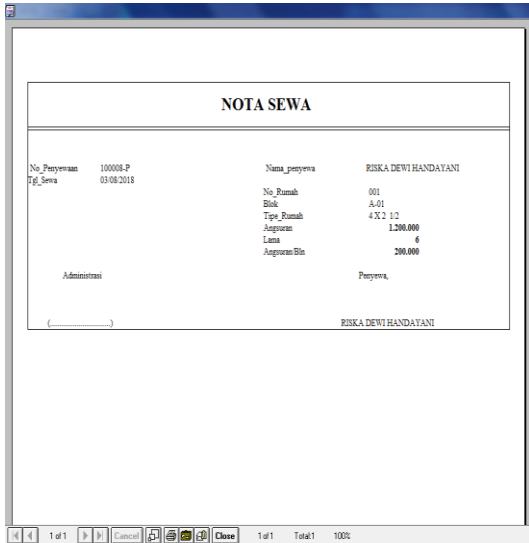 NOTA SEWA
No_Penyewaan 100008-P Nama_penyewa RISKA DEWI HANDAYANI
Tgl_Sewa 03/08/2018
No_Rumah 001
Blok A-01
Tipe_Rumah 4 X 2 1/2
Angsuran 1.200.000
Lama 6
Angsuran/Bln 200.000
Administrasi Penyewa,
(..............................) RISKA DEWI HANDAYANI
1 of 1 Cancel Close 1 of 1 Total:1 100%